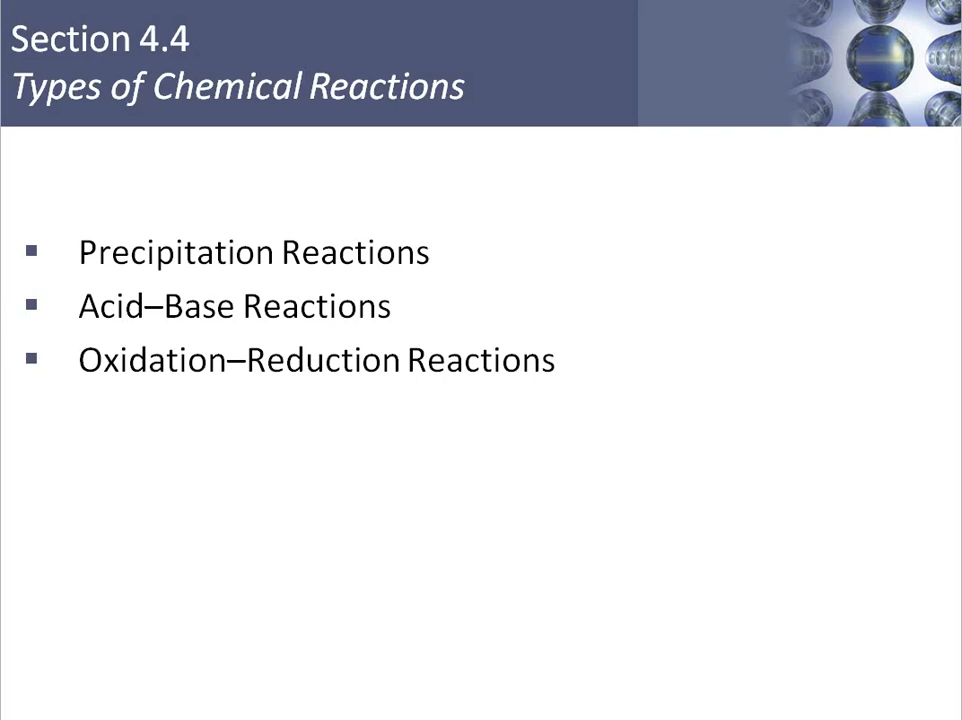 Section 4.4
Types of Chemical Reactions
▪ Precipitation Reactions
▪ Acid–Base Reactions
▪ Oxidation–Reduction Reactions